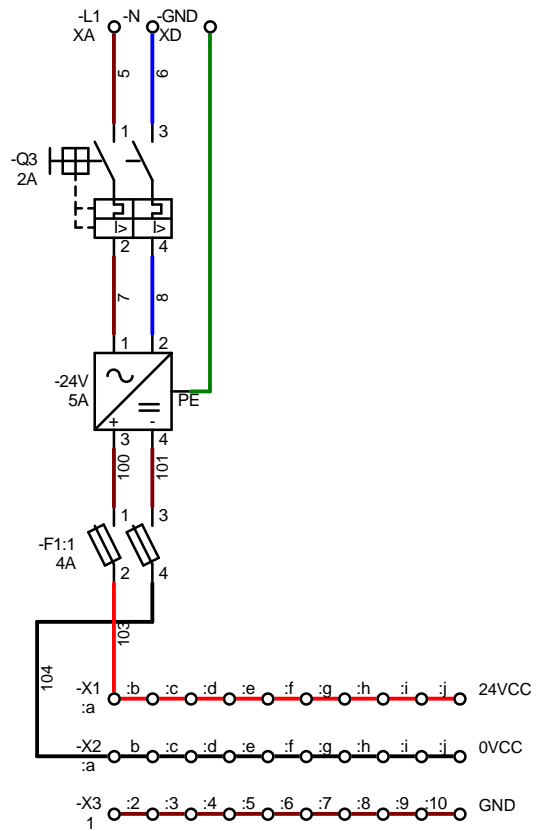 -L1 -N -GND
XA XD
5 6
1 3
-Q3
2A
I> I>
2 4
7 8
1 2
-24V
5A PE
+ -
3 4
100 101
1 3
-F1:1
4A
2 4
103
104
-X1 :b :c :d :e :f :g :h :i :j 24VCC
:a
-X2 b :c :d :e :f :g :h :i :j 0VCC
:a
-X3 :2 :3 :4 :5 :6 :7 :8 :9 :10 GND
1